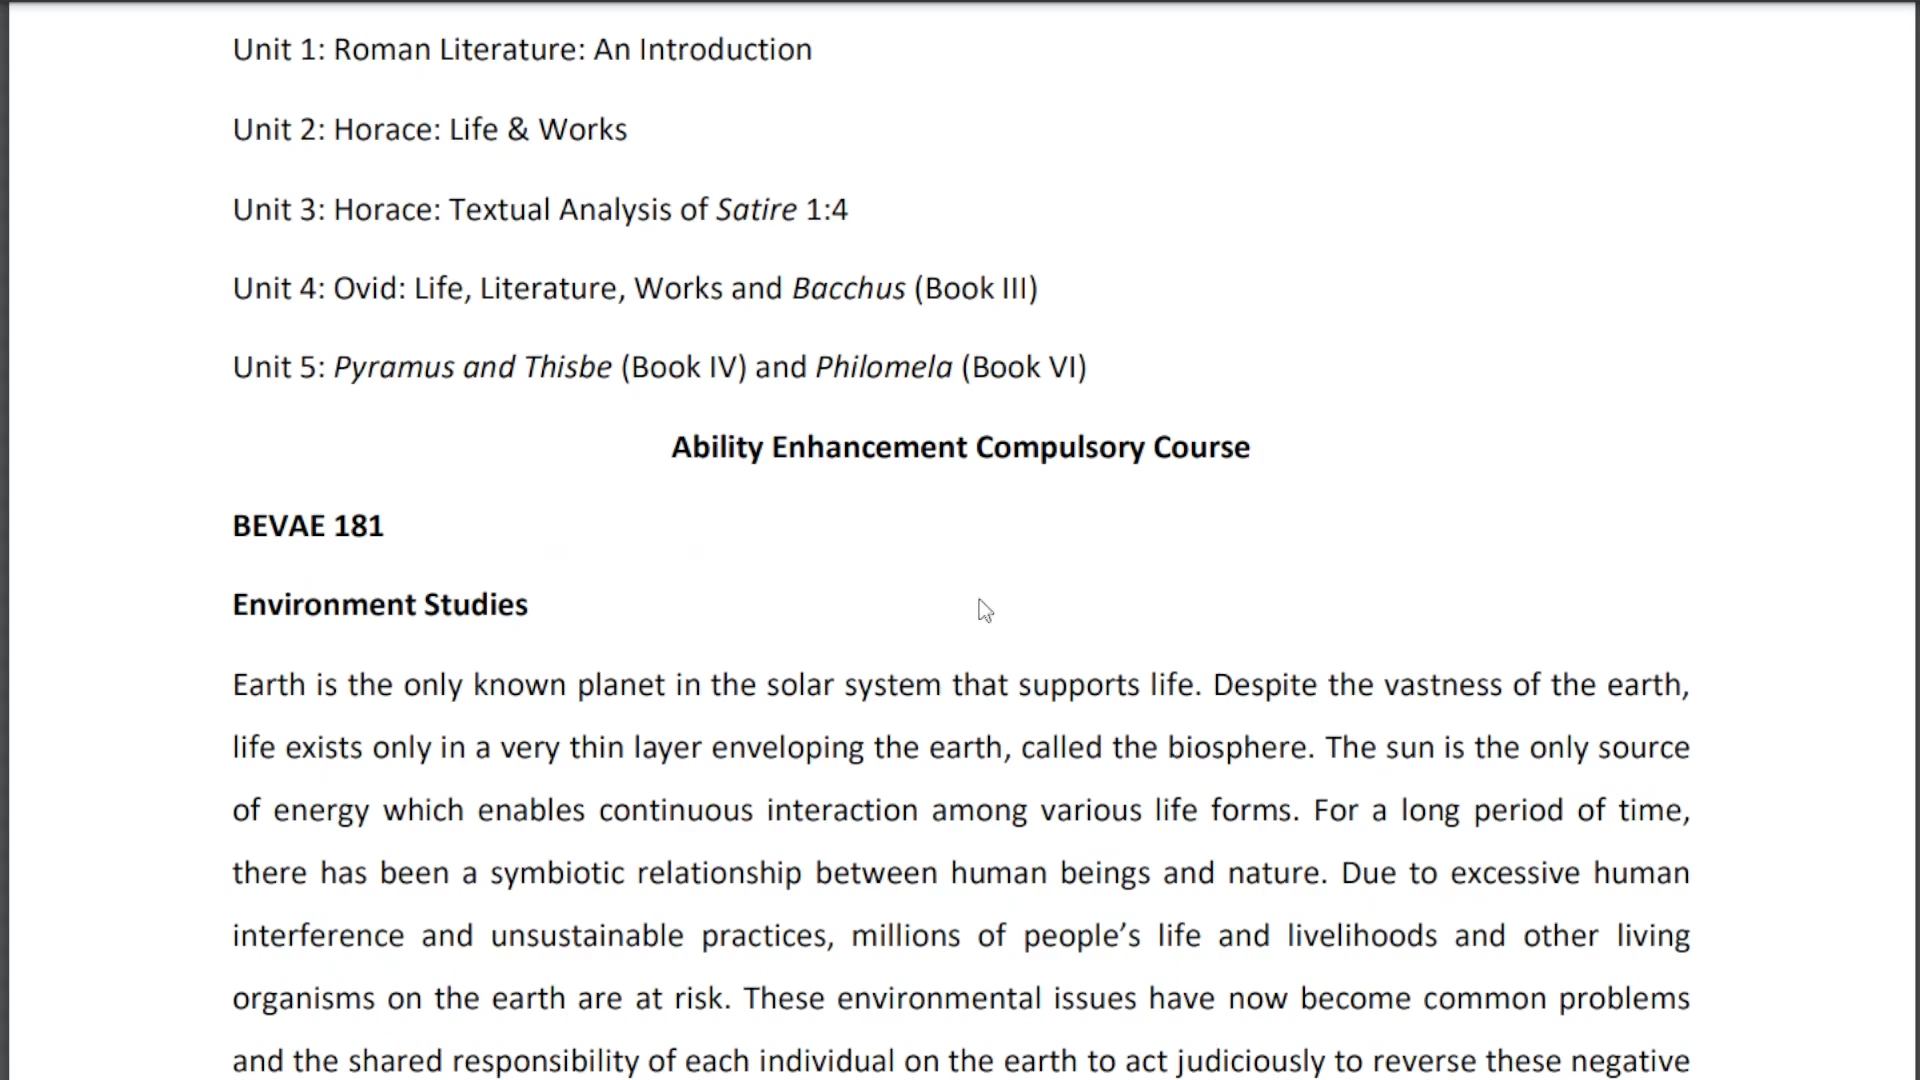 Unit 1: Roman Literature: An Introduction
Unit 2: Horace: Life & Works
Unit 3: Horace: Textual Analysis of Satire 1:4
Unit 4: Ovid: Life, Literature, Works and Bacchus (Book III)
Unit 5: Pyramus and Thisbe (Book IV) and Philomela (Book VI)
Ability Enhancement Compulsory Course
BEVAE 181
Environment Studies
Earth is the only known planet in the solar system that supports life. Despite the vastness of the earth,
life exists only in a very thin layer enveloping the earth, called the biosphere. The sun is the only source
of energy which enables continuous interaction among various life forms. For a long period of time,
there has been a symbiotic relationship between human beings and nature. Due to excessive human
interference and unsustainable practices, millions of people’s life and livelihoods and other living
organisms on the earth are at risk. These environmental issues have now become common problems
and the shared responsibility of each individual on the earth to act judiciously to reverse these negative